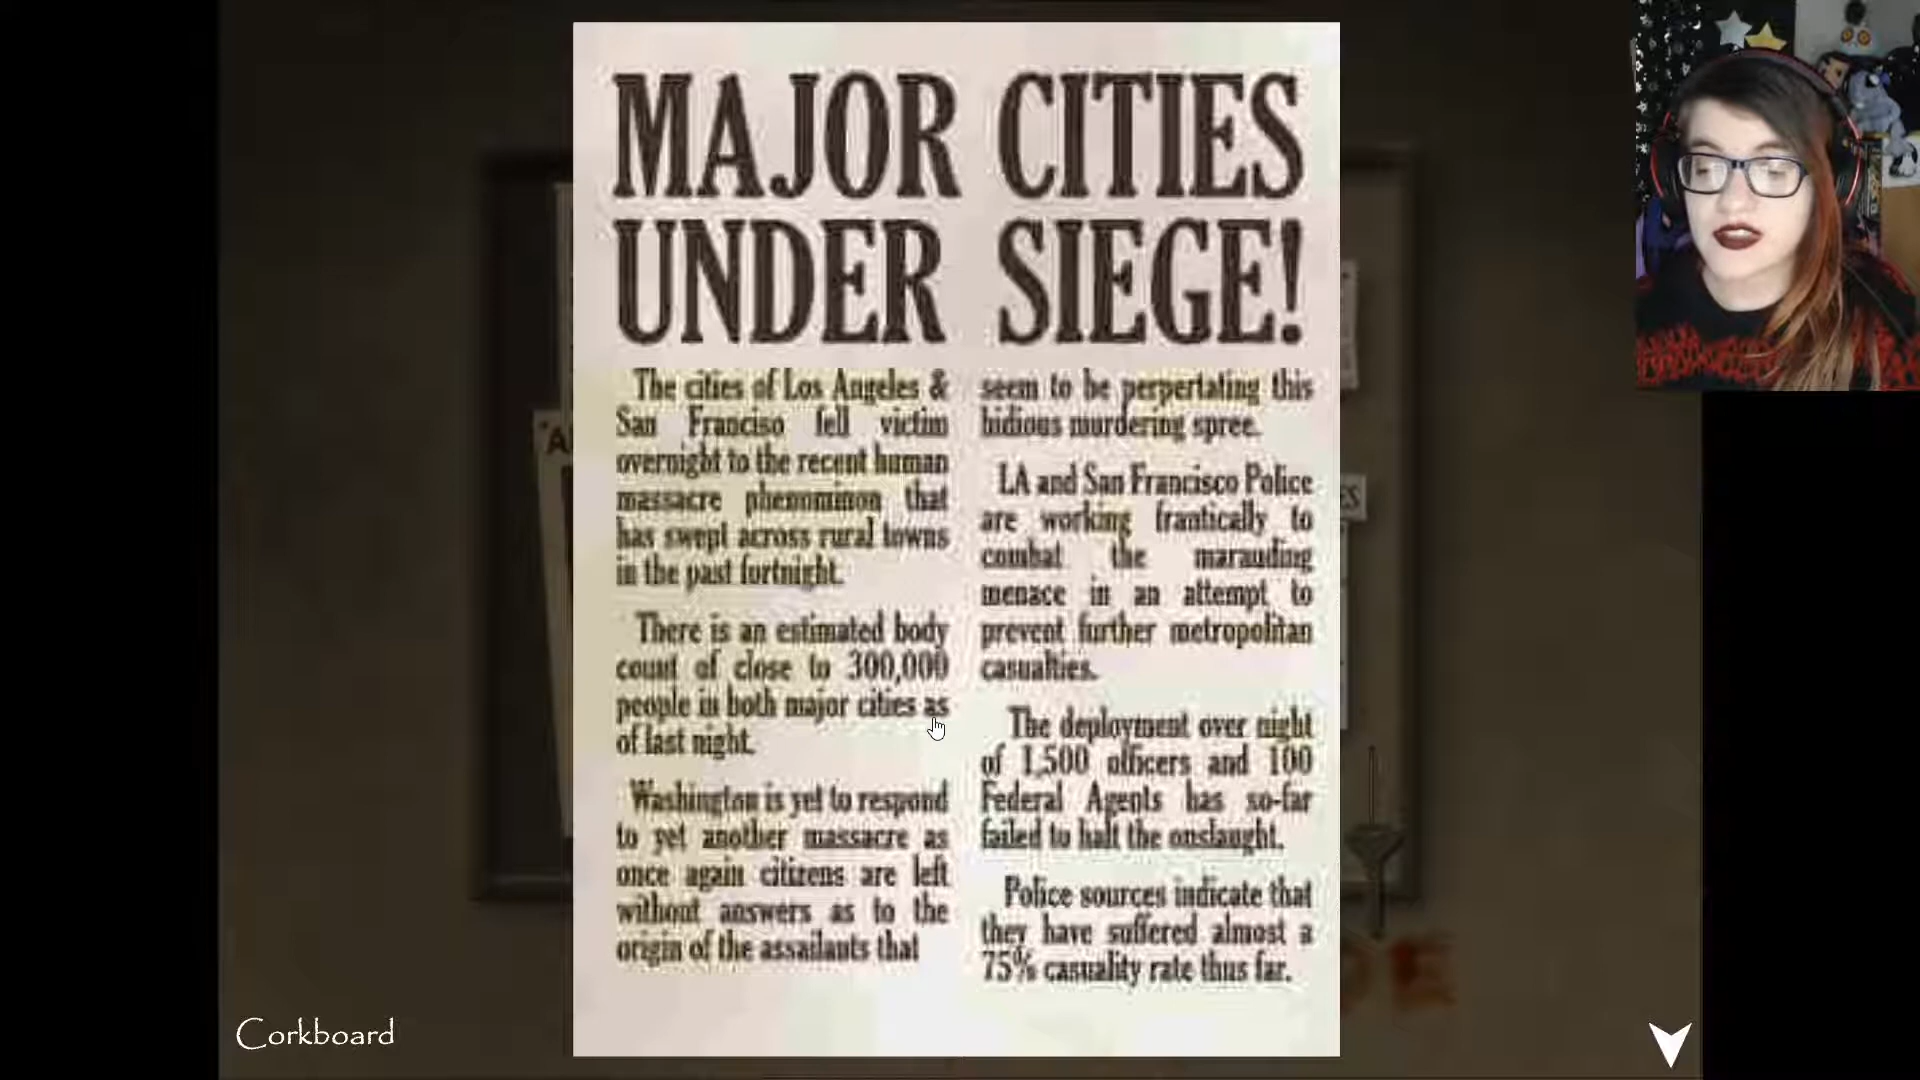 MAJOR CITIES
UNDER SIEGE!
The cities of Los Angeles &
San Franciso fell victim
overnight to the recent human
massacre phenominon that
has swept across rural towns
in the past fortnight.
There is an estimated body
count of close to 300,000
people in both major cities as
of last night.
Washington is yet to respond
to yet another massacre as
once again citizens are left
without answers as to the
origin of the assailants that
seem to be perpertating this
hidious murdering spree.
LA and San Francisco Police
are working frantically to
combat the marauding
menace in an attempt to
prevent further metropolitan
casualties.
The deployment over night
of 1,500 officers and 100
Federal Agents has so-far
failed to halt the onslaught.
Police sources indicate that
they have suffered almost a
75% casuality rate thus far.
Corkboard